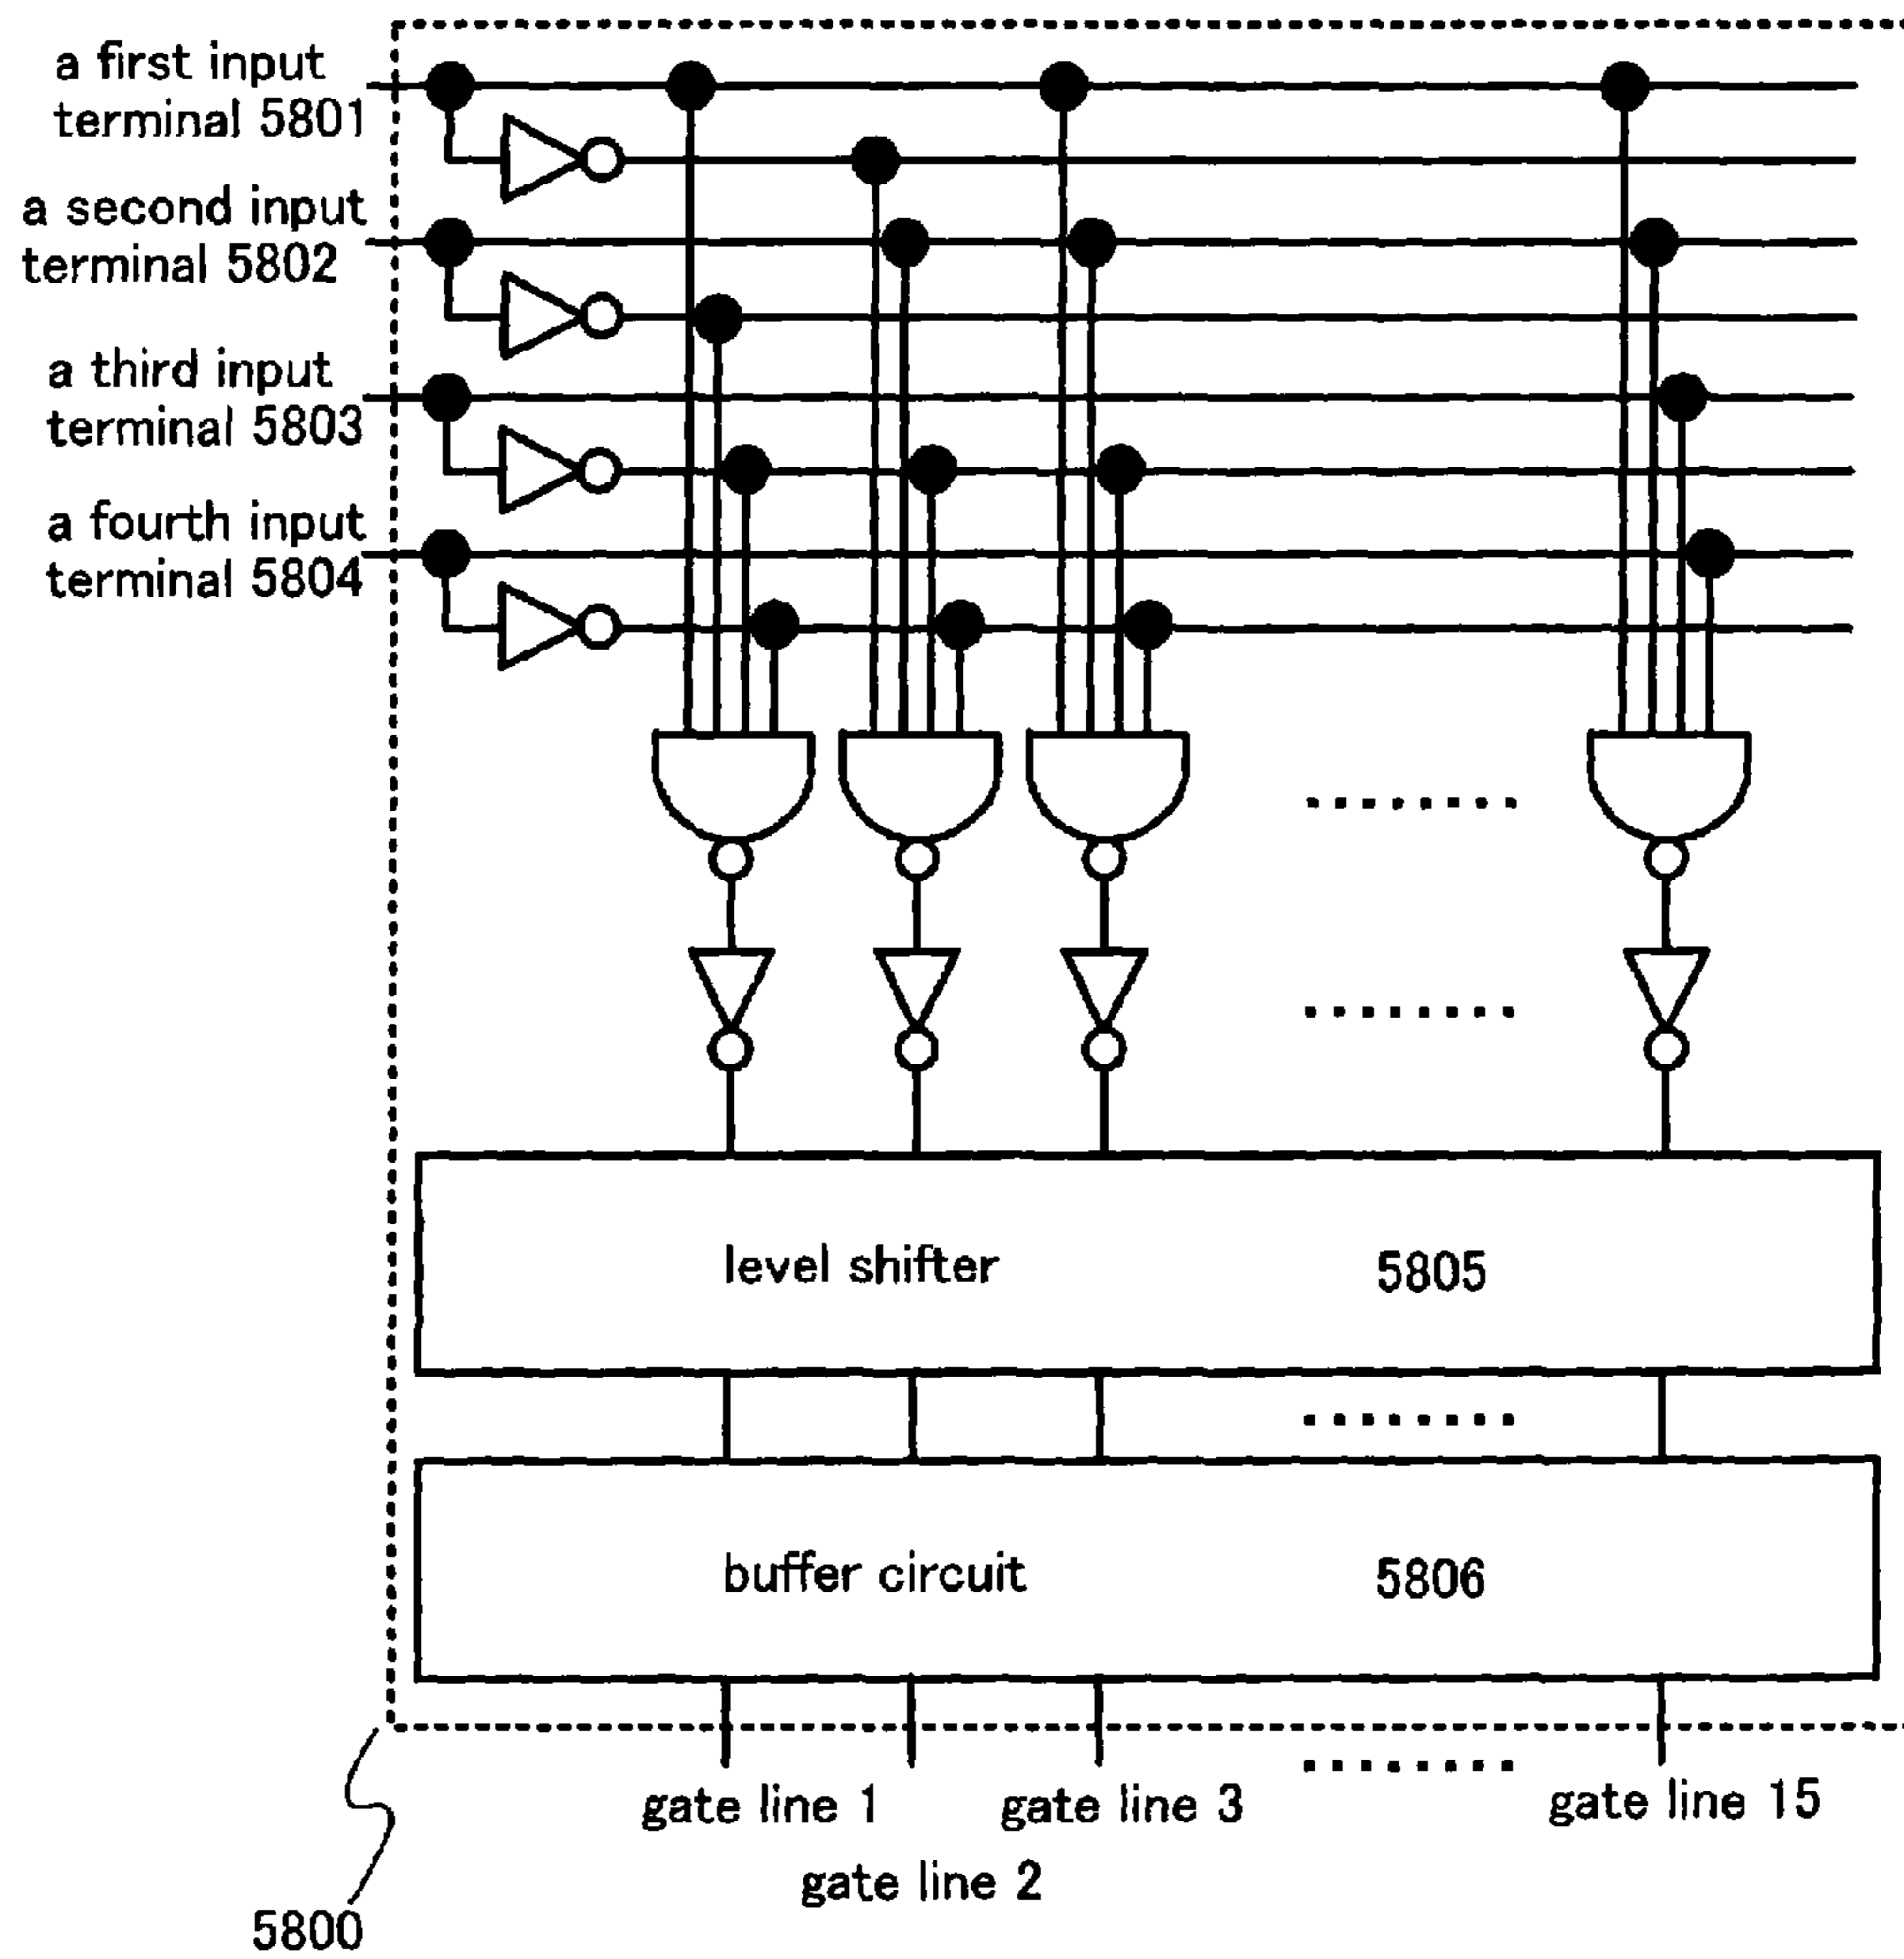 a first input
terminal 5801
a second input
terminal 5802
a third input
terminal 5803
a fourth input
terminal 5804
level shifter 5805
buffer circuit 5806
gate line 1 gate line 3 gate line 15
gate line 2
5800